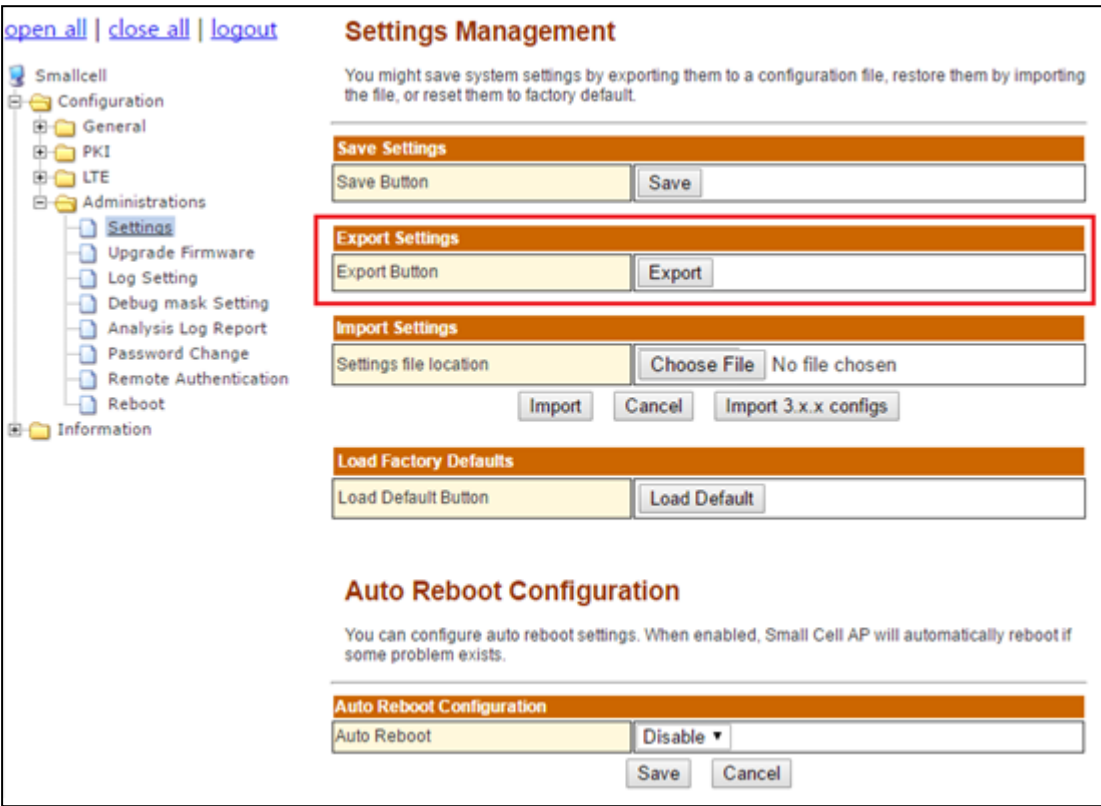 open all | close all | logout
Smallcell
Configuration
General
PKI
LTE
Administrations
Settings
Upgrade Firmware
Log Setting
Debug mask Setting
Analysis Log Report
Password Change
Remote Authentication
Reboot
Information
Settings Management
You might save system settings by exporting them to a configuration file, restore them by importing
the file, or reset them to factory default.
Save Settings
Save Button Save
Export Settings
Export Button Export
Import Settings
Settings file location Choose File No file chosen
Import Cancel Import 3.x.x configs
Load Factory Defaults
Load Default Button Load Default
Auto Reboot Configuration
You can configure auto reboot settings. When enabled, Small Cell AP will automatically reboot if
some problem exists.
Auto Reboot Configuration
Auto Reboot Disable
Save Cancel